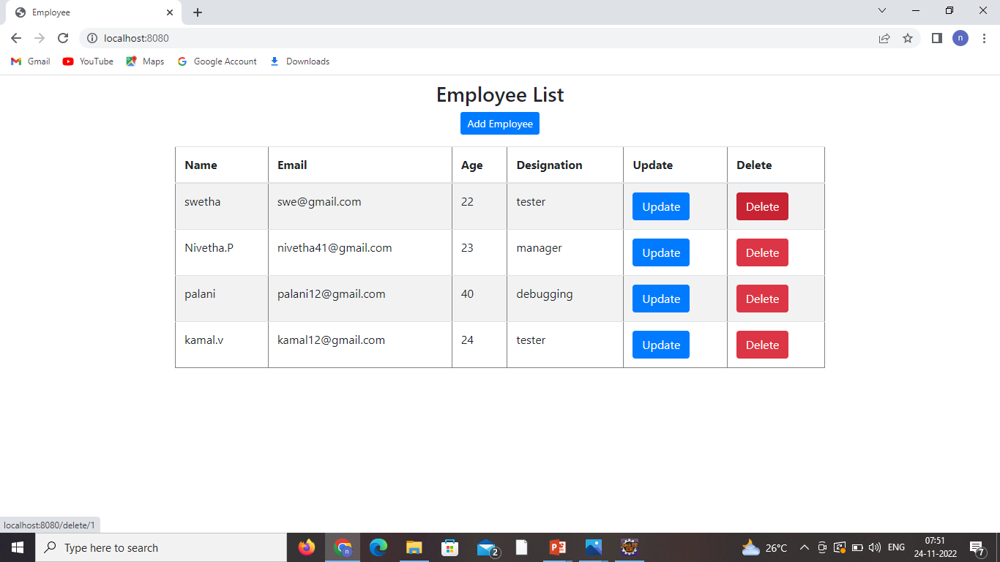 Employee
localhost:8080
n
Gmail YouTube Maps Google Account Downloads
Employee List
Add Employee
Name Email Age Designation Update Delete
swetha swe@gmail.com 22 tester Update Delete
Nivetha.P nivetha41@gmail.com 23 manager Update Delete
palani palani12@gmail.com 40 debugging Update Delete
kamal.v kamal12@gmail.com 24 tester Update Delete
localhost:8080/delete/1
Type here to search
n
2
26°C
ENG
07:51
24-11-2022
7